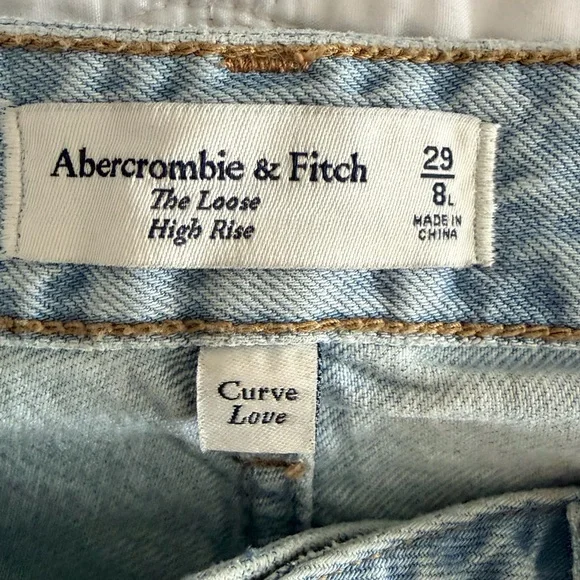 Abercrombie & Fitch
The Loose
High Rise
29
8L
MADE IN
CHINA
Curve
Love